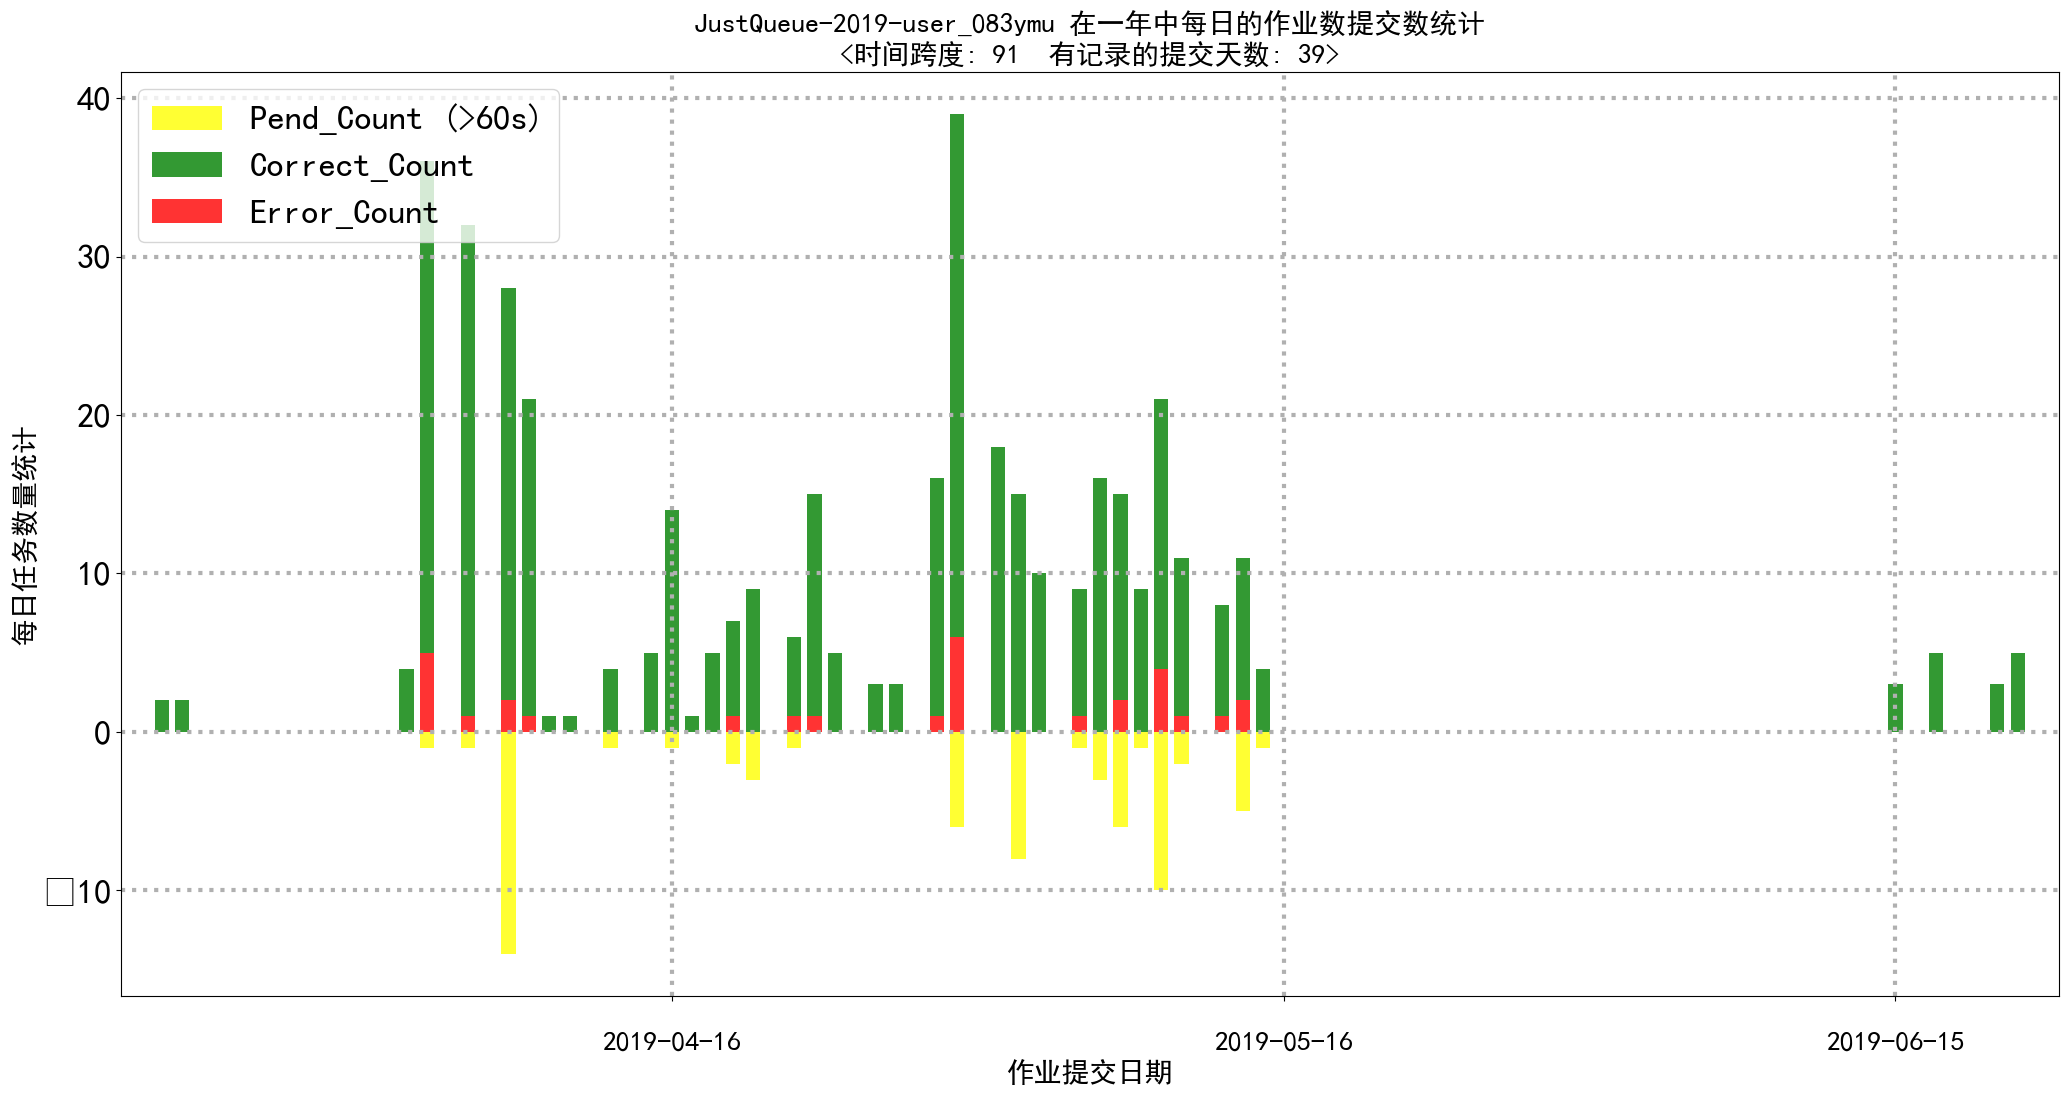 JustQueue-2019-user_083ymu 在一年中每日的作业数提交数统计
<时间跨度: 91  有记录的提交天数: 39>
Pend_Count (>60s)
Correct_Count
Error_Count
40
30
20
10
0
□10
每日任务数量统计
2019-04-16
2019-05-16
2019-06-15
作业提交日期